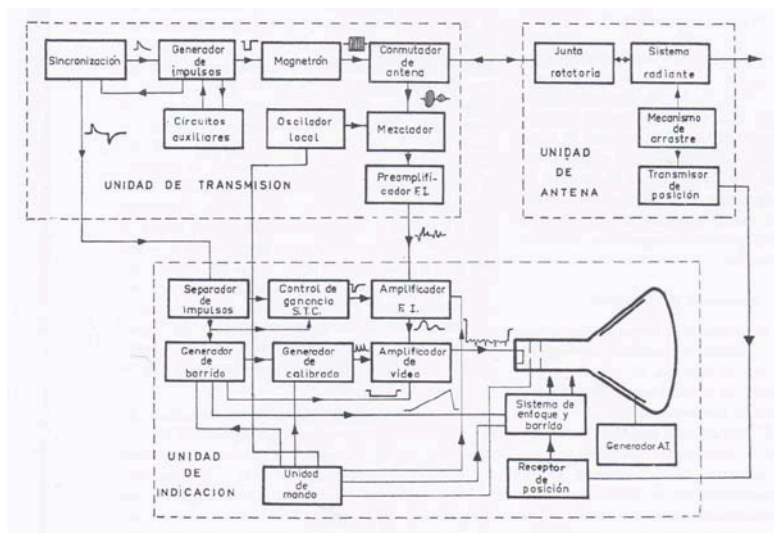 Sincronización
Generador
de
impulsos
Magnetrón
Conmutador
de
antena
Junta
rotatoria
Sistema
radiante
Circuitos
auxiliares
Oscilador
local
Mezclador
Mecanismo
de
arrastre
Preamplifi-
cador F.I.
UNIDAD DE TRANSMISION
UNIDAD
DE
ANTENA
Transmisor
de
posición
Separador
de
impulsos
Control de
ganancia
S.T.C.
Amplificador
F. I.
Generador
de
barrido
Generador
de
calibrado
Amplificador
de
vídeo
Sistema de
enfoque y
barrido
Generador A.T.
UNIDAD
DE
INDICACION
Unidad
de
mando
Receptor
de
posición